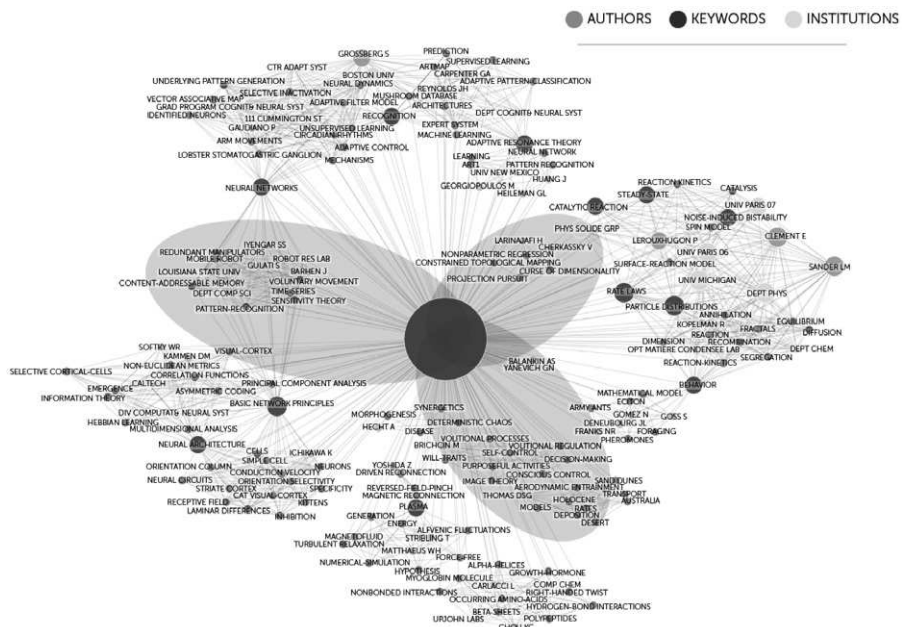 AUTHORS KEYWORDS INSTITUTIONS
GROSSBERG S
PREDICTION
SUPERVISED LEARNING
CTR ADAPT SYST
ARTMAP
BOSTON UNIV
CARPENTER GA
UNDERLYING PATTERN GENERATION
NEURAL DYNAMICS
REYNOLDS JH
ADAPTIVE PATTERN-CLASSIFICATION
SELECTIVE INACTIVATION
MUSHROOM DATABASE
VECTOR ASSOCIATIVE MAP
ADAPTIVE FILTER MODEL
ARCHITECTURES
GRAD PROGRAM COGNIT& NEURAL SYST
DEPT COGNIT& NEURAL SYST
IDENTIFIED NEURONS
111 CUMMINGTON ST
RECOGNITION
EXPERT SYSTEM
GAUDIANO P
UNSUPERVISED LEARNING
MACHINE LEARNING
CIRCADIAN-RHYTHMS
ARM MOVEMENTS
ADAPTIVE RESONANCE THEORY
ADAPTIVE CONTROL
NEURAL NETWORK
LOBSTER STOMATOGASTRIC GANGLION
MECHANISMS
LEARNING
ART1
PATTERN RECOGNITION
UNIV NEW MEXICO
HUANG J
NEURAL NETWORKS
GEORGIOPOULOS M
HEILEMAN GL
REACTION KINETICS
STEADY-STATE
CATALYSIS
CATALYTIC REACTION
UNIV PARIS 07
NOISE-INDUCED BISTABILITY
PHYS SOLIDE GRP
SPIN MODEL
CLEMENT E
LEROUXHUGON P
UNIV PARIS 06
SURFACE-REACTION MODEL
SANDER LM
UNIV MICHIGAN
RATE LAWS
DEPT PHYS
PARTICLE DISTRIBUTIONS
ANNIHILATION
KOPELMAN R
FRACTALS
EQUILIBRIUM
REACTION
DIFFUSION
DIMENSION
RECOMBINATION
OPT MATIERE CONDENSEE LAB
DEPT CHEM
SEGREGATION
REACTION-KINETICS
BEHAVIOR
LARINAJAFI H
CHERKASSKY V
NONPARAMETRIC REGRESSION
CONSTRAINED TOPOLOGICAL MAPPING
CURSE OF DIMENSIONALITY
PROJECTION PURSUIT
IYENGAR SS
REDUNDANT MANIPULATORS
MOBILE ROBOT
ROBOT RES LAB
GULATI S
LOUISIANA STATE UNIV
BARHEN J
CONTENT-ADDRESSABLE MEMORY
VOLUNTARY MOVEMENT
DEPT COMP SCI
TIME-SERIES
SENSITIVITY THEORY
PATTERN-RECOGNITION
BALANKIN AS
YANEVICH GN
SOFTKY WR
VISUAL-CORTEX
KAMMEN DM
NON-EUCLIDEAN METRICS
SELECTIVE CORTICAL-CELLS
CORRELATION FUNCTIONS
CALTECH
PRINCIPAL COMPONENT ANALYSIS
EMERGENCE
ASYMMETRIC CODING
INFORMATION THEORY
BASIC NETWORK PRINCIPLES
DIV COMPUTAT& NEURAL SYST
HEBBIAN LEARNING
MULTIDIMENSIONAL ANALYSIS
NEURAL ARCHITECTURE
CELLS
ICHIKAWA K
SIMPLE CELL
ORIENTATION COLUMN
NEURONS
CONDUCTION-VELOCITY
NEURAL CIRCUITS
ORIENTATION SELECTIVITY
STRIATE CORTEX
SPECIFICITY
CAT VISUAL-CORTEX
RECEPTIVE FIELD
KITTENS
LAMINAR DIFFERENCES
INHIBITION
MATHEMATICAL MODEL
ECITON
ARMY ANTS
GOMEZ N
GOSS S
DENEUBOURG JL
FRANKS NR
FORAGING
PHEROMONES
SYNERGETICS
MORPHOGENESIS
DETERMINISTIC CHAOS
HECHT A
DISEASE
VOLITIONAL PROCESSES
BRICHCIN M
VOLITIONAL REGULATION
SELF-CONTROL
WILL-TRAITS
DECISION-MAKING
YOSHIDA Z
PURPOSEFUL ACTIVITIES
DRIVEN RECONNECTION
CONSCIOUS CONTROL
IMAGE THEORY
SAND DUNES
REVERSED-FIELD-PINCH
AERODYNAMIC ENTRAINMENT
MAGNETIC RECONNECTION
THOMAS DSG
TRANSPORT
HOLOCENE
AUSTRALIA
PLASMA
MODELS
RATES
GENERATION
DEPOSITION
ENERGY
DESERT
ALFVENIC FLUCTUATIONS
MAGNETOFLUID
STRIBLING T
TURBULENT RELAXATION
MATTHAEUS WH
NUMERICAL-SIMULATION
FORCE-FREE
ALPHA-HELICES
HYPOTHESIS
GROWTH-HORMONE
MYOGLOBIN MOLECULE
COMP CHEM
CARLACCI L
NONBONDED INTERACTIONS
RIGHT-HANDED TWIST
OCCURRING AMINO-ACIDS
HYDROGEN-BOND INTERACTIONS
BETA-SHEETS
UPJOHN LABS
POLYPEPTIDES